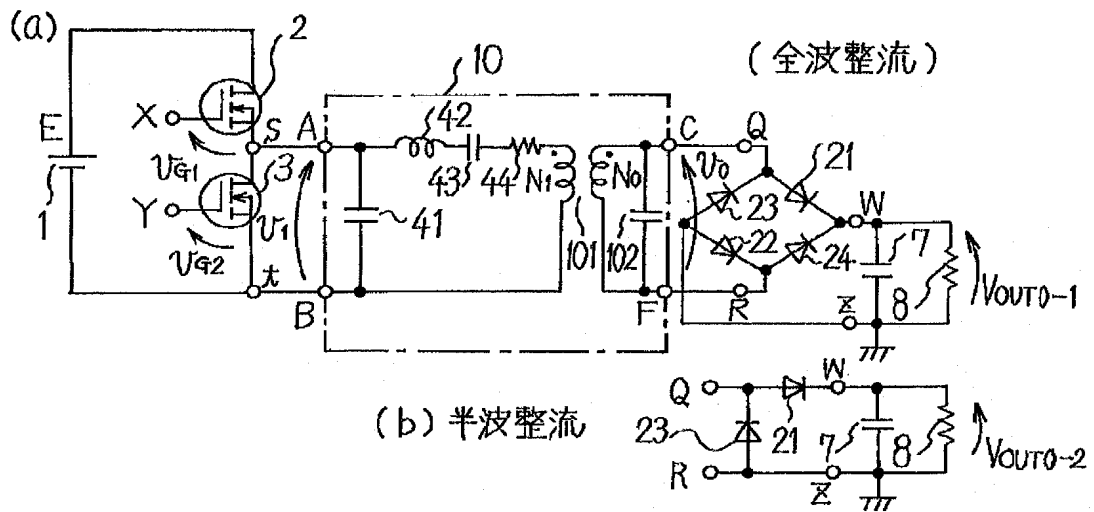 (a)
2
10
(全波整流)
X
E
S
A
42
C
Q
21
VG1
3
43
44
N1
N0
V0
23
W
1
Y
V1
41
101
102
22
24
7
VG2
8
VOUT0-1
t
B
F
R
Z
(b)半波整流
Q
W
23
21
7
8
VOUT0-2
R
Z